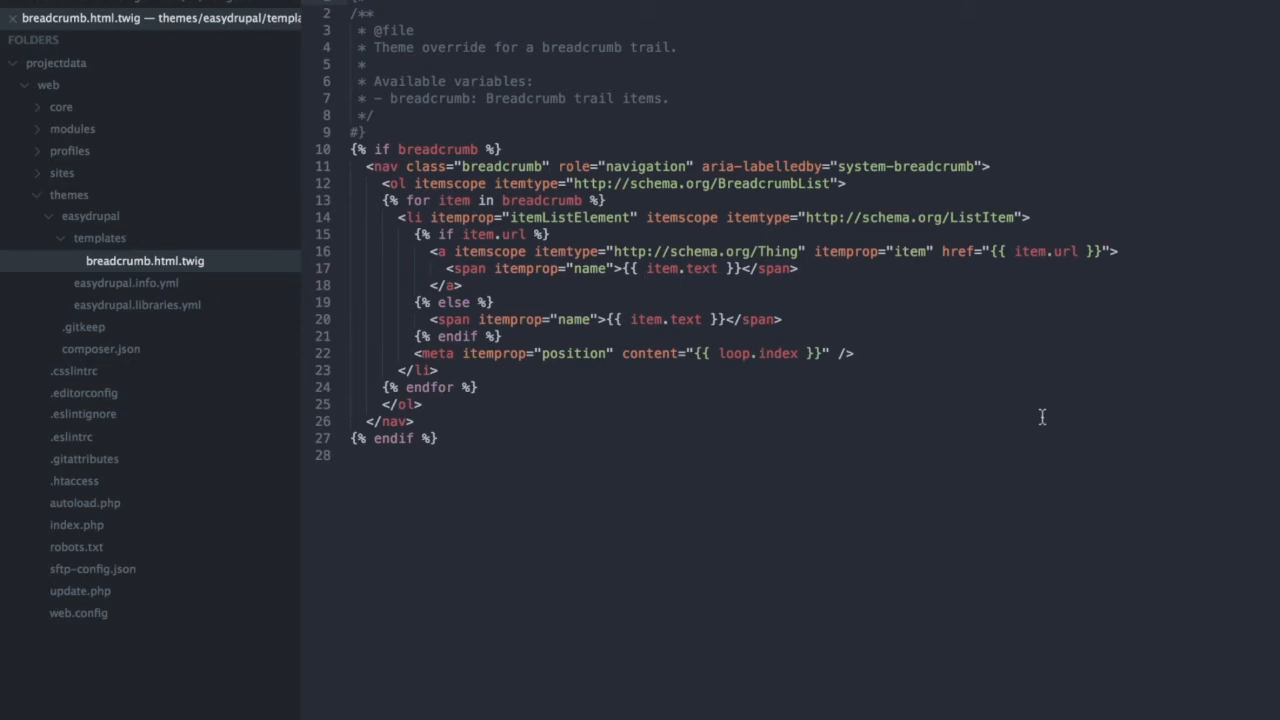 breadcrumb.html.twig — themes/easydrupal/templa
FOLDERS
projectdata
web
core
modules
profiles
sites
themes
easydrupal
templates
breadcrumb.html.twig
easydrupal.info.yml
easydrupal.libraries.yml
.gitkeep
composer.json
.csslintrc
.editorconfig
.eslintignore
.eslintrc
.gitattributes
.htaccess
autoload.php
index.php
robots.txt
sftp-config.json
update.php
web.config
2 /**
3  * @file
4  * Theme override for a breadcrumb trail.
5  *
6  * Available variables:
7  * - breadcrumb: Breadcrumb trail items.
8  */
9 #}
10 {% if breadcrumb %}
11   <nav class="breadcrumb" role="navigation" aria-labelledby="system-breadcrumb">
12     <ol itemscope itemtype="http://schema.org/BreadcrumbList">
13     {% for item in breadcrumb %}
14       <li itemprop="itemListElement" itemscope itemtype="http://schema.org/ListItem">
15         {% if item.url %}
16           <a itemscope itemtype="http://schema.org/Thing" itemprop="item" href="{{ item.url }}">
17             <span itemprop="name">{{ item.text }}</span>
18           </a>
19         {% else %}
20           <span itemprop="name">{{ item.text }}</span>
21         {% endif %}
22         <meta itemprop="position" content="{{ loop.index }}" />
23       </li>
24     {% endfor %}
25     </ol>
26   </nav>
27 {% endif %}
28